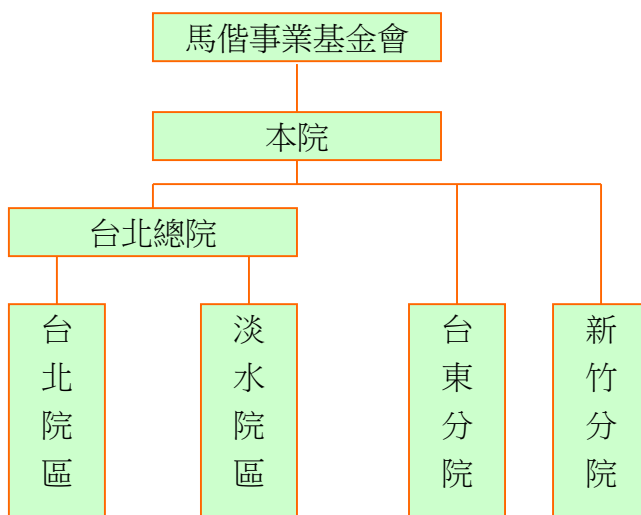 馬偕事業基金會
本院
台北總院
台北院區
淡水院區
台東分院
新竹分院